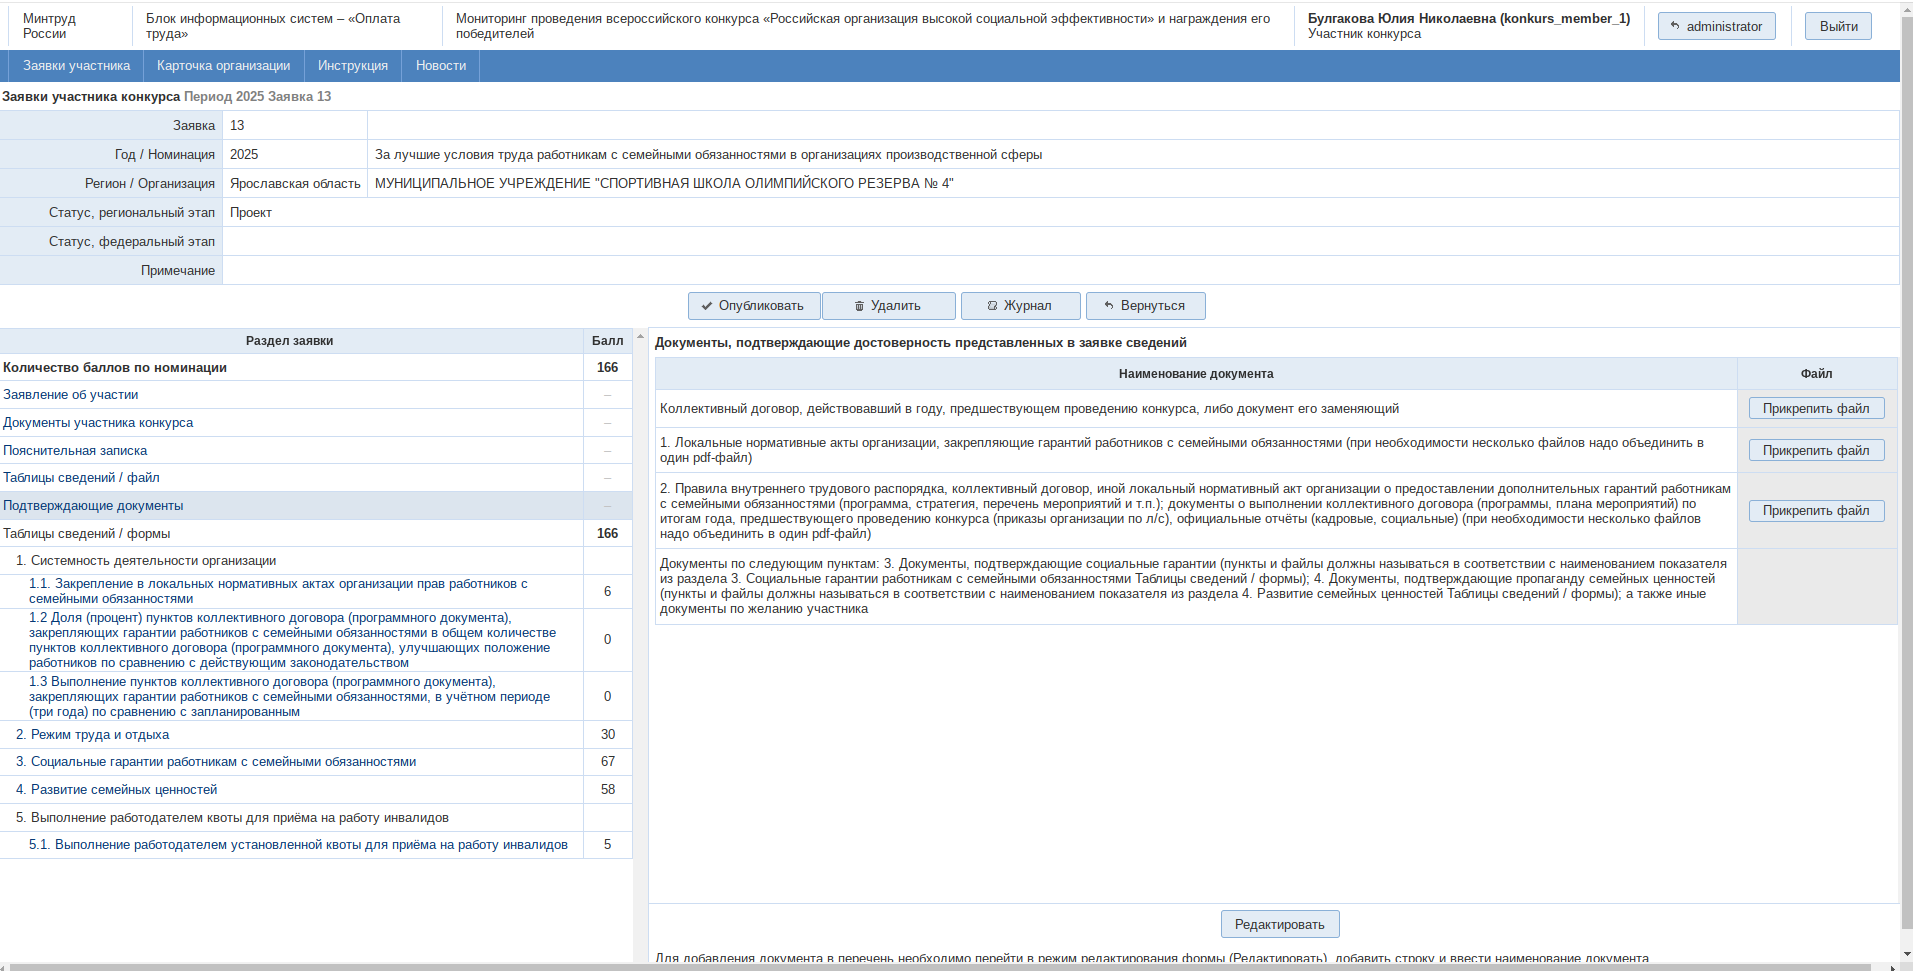 Минтруд
России
Блок информационных систем – «Оплата
труда»
Мониторинг проведения всероссийского конкурса «Российская организация высокой социальной эффективности» и награждения его
победителей
Булгакова Юлия Николаевна (konkurs_member_1)
Участник конкурса
administrator
Выйти
Заявки участника
Карточка организации
Инструкция
Новости
Заявки участника конкурса Период 2025 Заявка 13
Заявка 13
Год / Номинация 2025 За лучшие условия труда работникам с семейными обязанностями в организациях производственной сферы
Регион / Организация Ярославская область МУНИЦИПАЛЬНОЕ УЧРЕЖДЕНИЕ "СПОРТИВНАЯ ШКОЛА ОЛИМПИЙСКОГО РЕЗЕРВА № 4"
Статус, региональный этап Проект
Статус, федеральный этап
Примечание
Опубликовать
Удалить
Журнал
Вернуться
Раздел заявки Балл
Количество баллов по номинации 166
Заявление об участии –
Документы участника конкурса –
Пояснительная записка –
Таблицы сведений / файл –
Подтверждающие документы –
Таблицы сведений / формы 166
1. Системность деятельности организации
1.1. Закрепление в локальных нормативных актах организации прав работников с
семейными обязанностями
6
1.2 Доля (процент) пунктов коллективного договора (программного документа),
закрепляющих гарантии работников с семейными обязанностями в общем количестве
пунктов коллективного договора (программного документа), улучшающих положение
работников по сравнению с действующим законодательством
0
1.3 Выполнение пунктов коллективного договора (программного документа),
закрепляющих гарантии работников с семейными обязанностями, в учётном периоде
(три года) по сравнению с запланированным
0
2. Режим труда и отдыха 30
3. Социальные гарантии работникам с семейными обязанностями 67
4. Развитие семейных ценностей 58
5. Выполнение работодателем квоты для приёма на работу инвалидов
5.1. Выполнение работодателем установленной квоты для приёма на работу инвалидов 5
Документы, подтверждающие достоверность представленных в заявке сведений
Наименование документа Файл
Коллективный договор, действовавший в году, предшествующем проведению конкурса, либо документ его заменяющий
Прикрепить файл
1. Локальные нормативные акты организации, закрепляющие гарантий работников с семейными обязанностями (при необходимости несколько файлов надо объединить в
один pdf-файл)
Прикрепить файл
2. Правила внутреннего трудового распорядка, коллективный договор, иной локальный нормативный акт организации о предоставлении дополнительных гарантий работникам
с семейными обязанностями (программа, стратегия, перечень мероприятий и т.п.); документы о выполнении коллективного договора (программы, плана мероприятий) по
итогам года, предшествующего проведению конкурса (приказы организации по л/с), официальные отчёты (кадровые, социальные) (при необходимости несколько файлов
надо объединить в один pdf-файл)
Прикрепить файл
Документы по следующим пунктам: 3. Документы, подтверждающие социальные гарантии (пункты и файлы должны называться в соответствии с наименованием показателя
из раздела 3. Социальные гарантии работникам с семейными обязанностями Таблицы сведений / формы); 4. Документы, подтверждающие пропаганду семейных ценностей
(пункты и файлы должны называться в соответствии с наименованием показателя из раздела 4. Развитие семейных ценностей Таблицы сведений / формы); а также иные
документы по желанию участника
Редактировать
Для добавления документа в перечень необходимо перейти в режим редактирования формы (Редактировать), добавить строку и ввести наименование документа